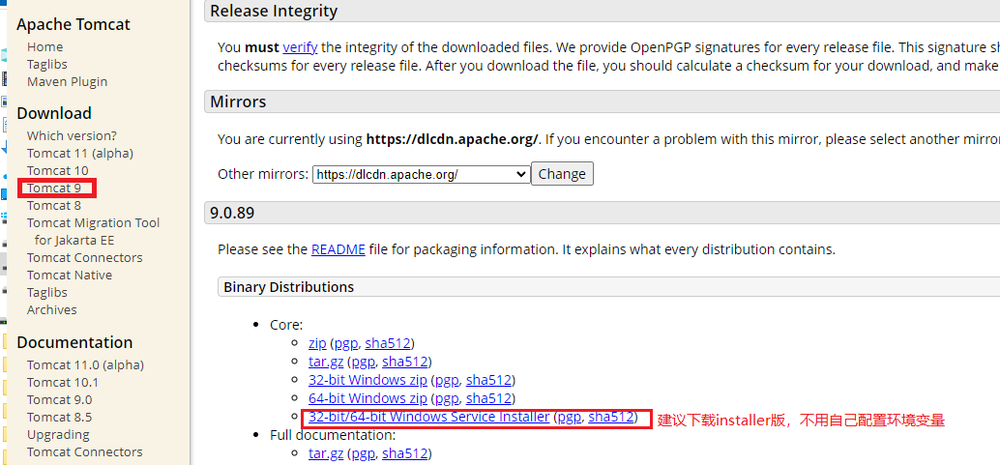 Apache Tomcat
Home
Taglibs
Maven Plugin
Download
Which version?
Tomcat 11 (alpha)
Tomcat 10
Tomcat 9
Tomcat 8
Tomcat Migration Tool
for Jakarta EE
Tomcat Connectors
Tomcat Native
Taglibs
Archives
Documentation
Tomcat 11.0 (alpha)
Tomcat 10.1
Tomcat 9.0
Tomcat 8.5
Upgrading
Tomcat Connectors
Release Integrity
You must verify the integrity of the downloaded files. We provide OpenPGP signatures for every release file. This signature sh
checksums for every release file. After you download the file, you should calculate a checksum for your download, and make
Mirrors
You are currently using https://dlcdn.apache.org/. If you encounter a problem with this mirror, please select another mirro
Other mirrors: https://dlcdn.apache.org/ Change
9.0.89
Please see the README file for packaging information. It explains what every distribution contains.
Binary Distributions
Core:
zip (pgp, sha512)
tar.gz (pgp, sha512)
32-bit Windows zip (pgp, sha512)
64-bit Windows zip (pgp, sha512)
32-bit/64-bit Windows Service Installer (pgp, sha512) 建议下载installer版，不用自己配置环境变量
Full documentation:
tar.gz (pgp, sha512)